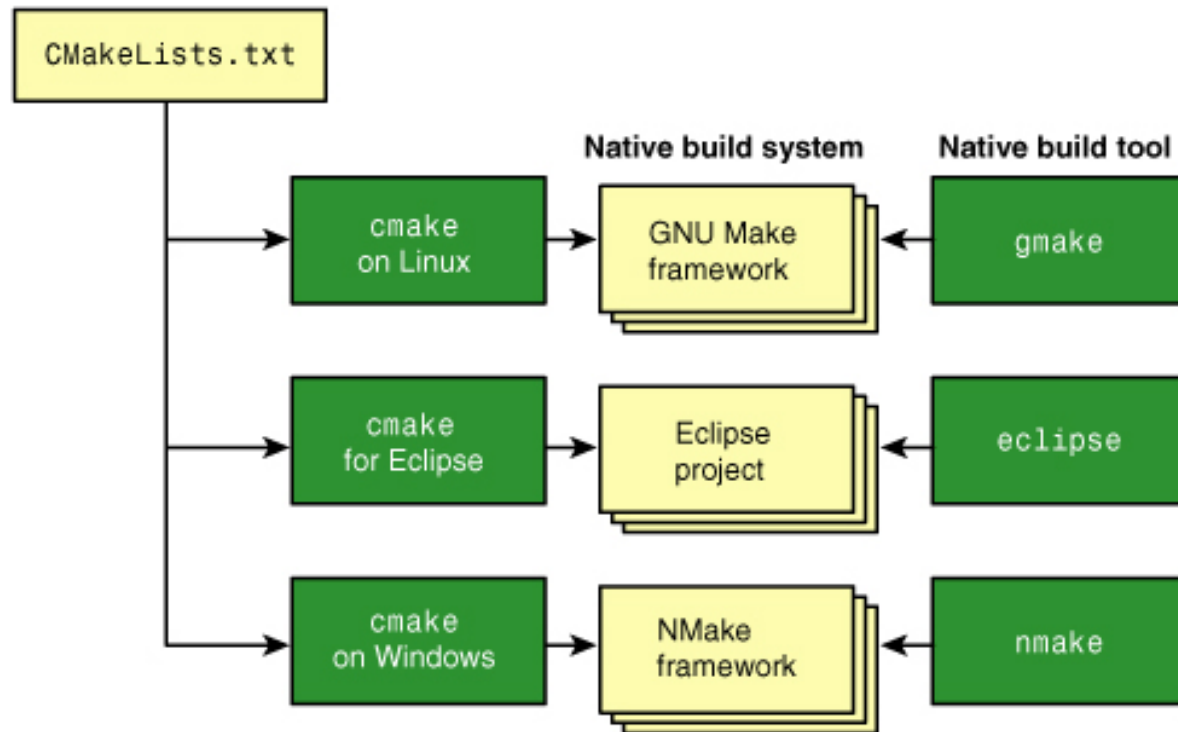 CMakeLists.txt
Native build system
Native build tool
cmake
on Linux
GNU Make
framework
gmake
cmake
for Eclipse
Eclipse
project
eclipse
cmake
on Windows
NMake
framework
nmake